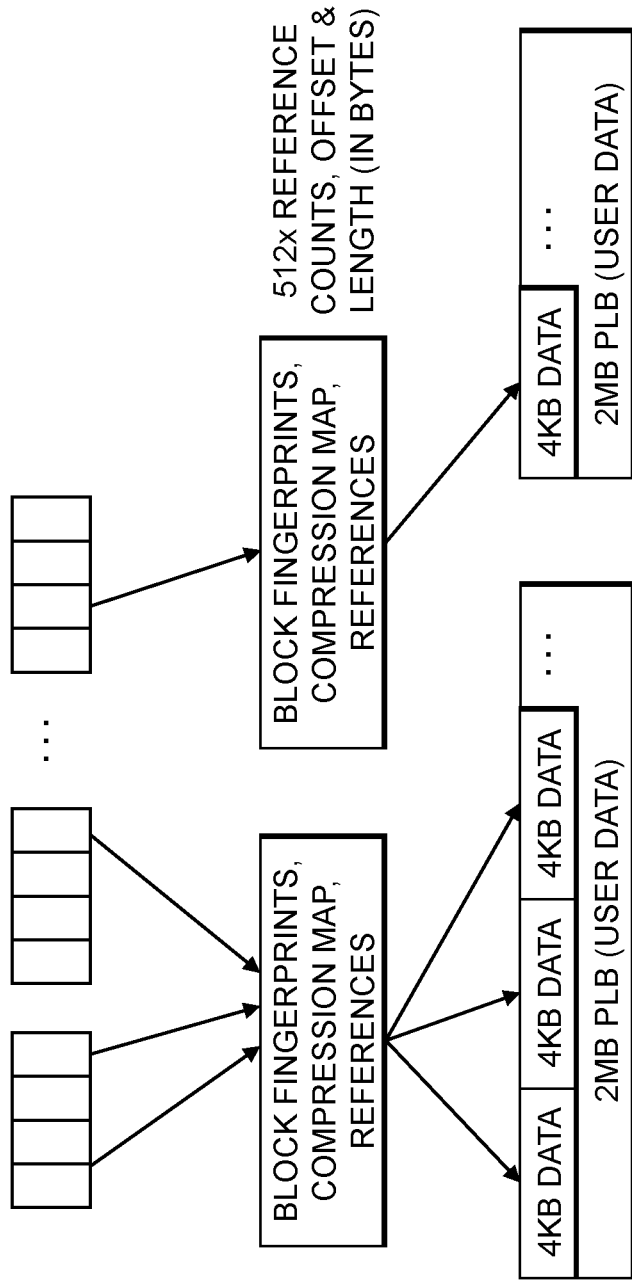 ...
BLOCK FINGERPRINTS,
COMPRESSION MAP,
REFERENCES
BLOCK FINGERPRINTS,
COMPRESSION MAP,
REFERENCES
512x REFERENCE
COUNTS, OFFSET &
LENGTH (IN BYTES)
4KB DATA
4KB DATA
4KB DATA
...
2MB PLB (USER DATA)
4KB DATA
...
2MB PLB (USER DATA)